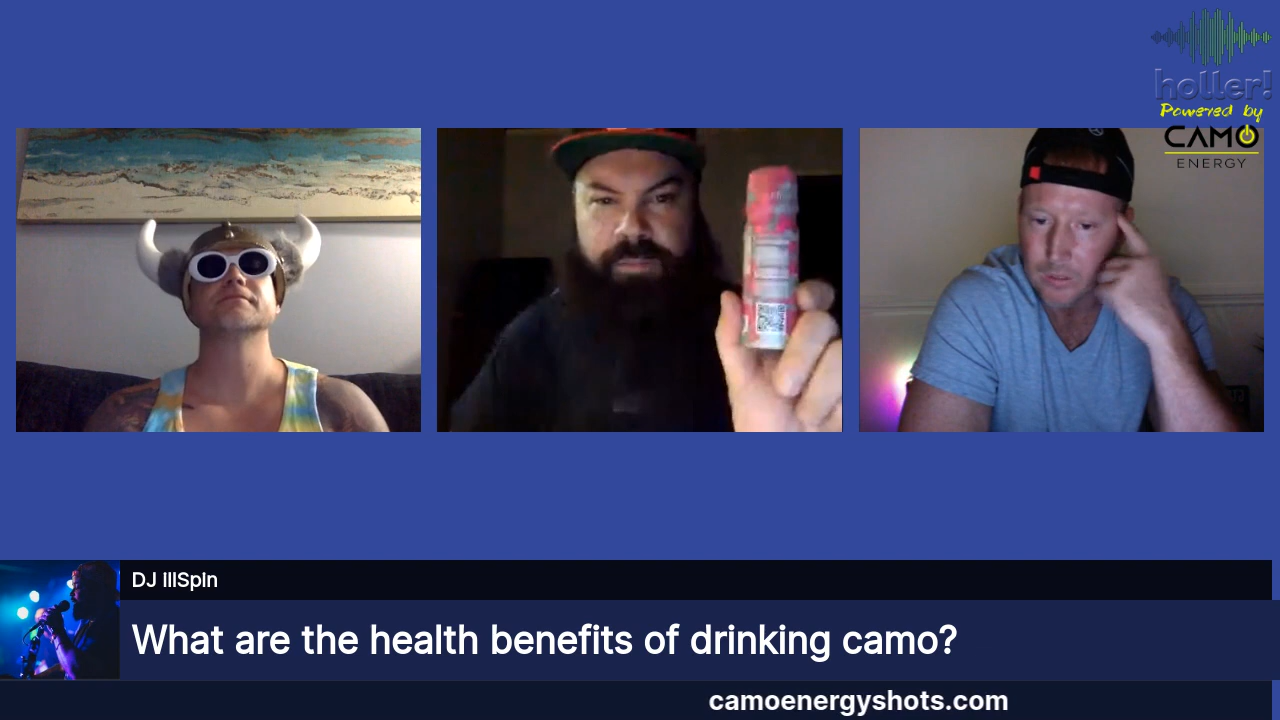 holler!
Powered by
CAMO
ENERGY
DJ illSpin
What are the health benefits of drinking camo?
camoenergyshots.com